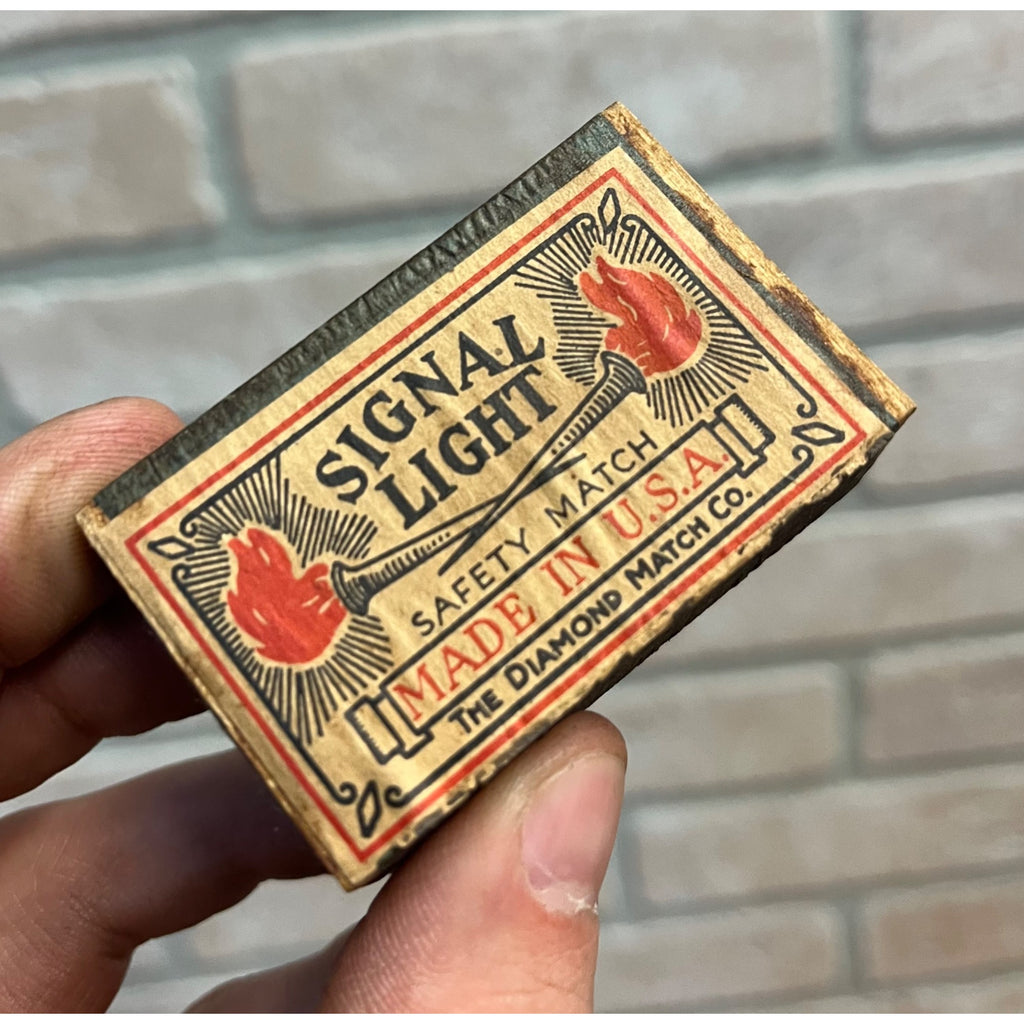 SIGNAL
LIGHT
SAFETY MATCH
MADE IN U.S.A.
THE DIAMOND MATCH CO.